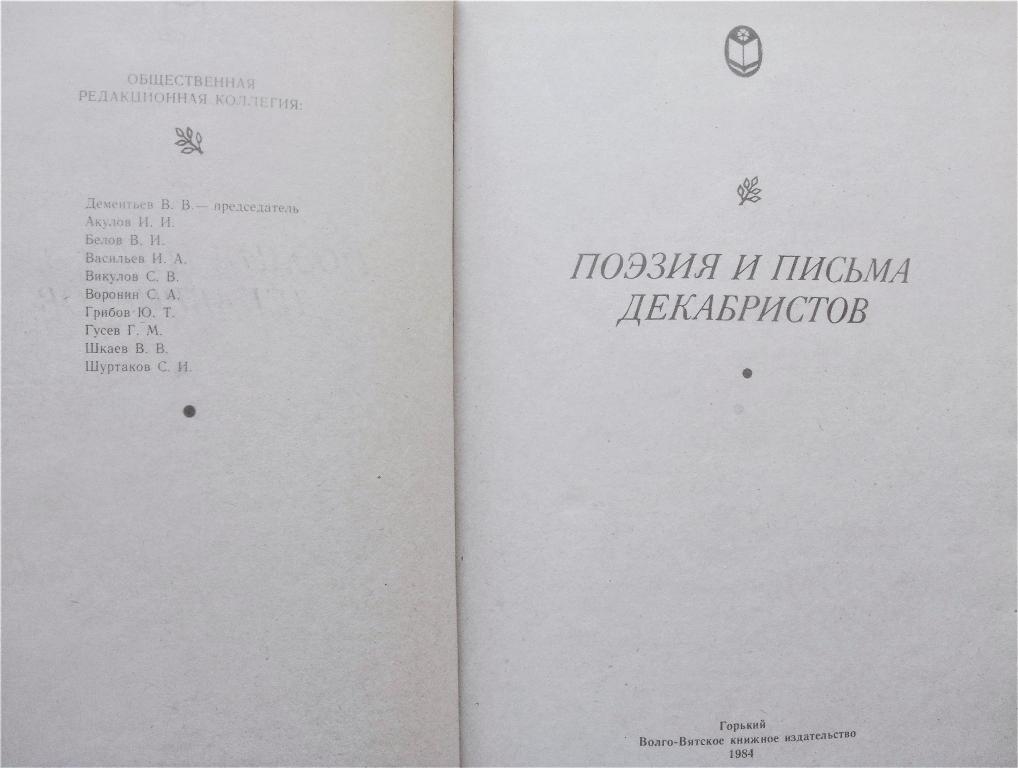 ОБЩЕСТВЕННАЯ
РЕДАКЦИОННАЯ КОЛЛЕГИЯ:
Дементьев В. В.— председатель
Акулов И. И.
Белов В. И.
Васильев И. А.
Викулов С. В.
Воронин С. А.
Грибов Ю. Т.
Гусев Г. М.
Шкаев В. В.
Шуртаков С. И.
ПОЭЗИЯ И ПИСЬМА
ДЕКАБРИСТОВ
Горький
Волго-Вятское книжное издательство
1984